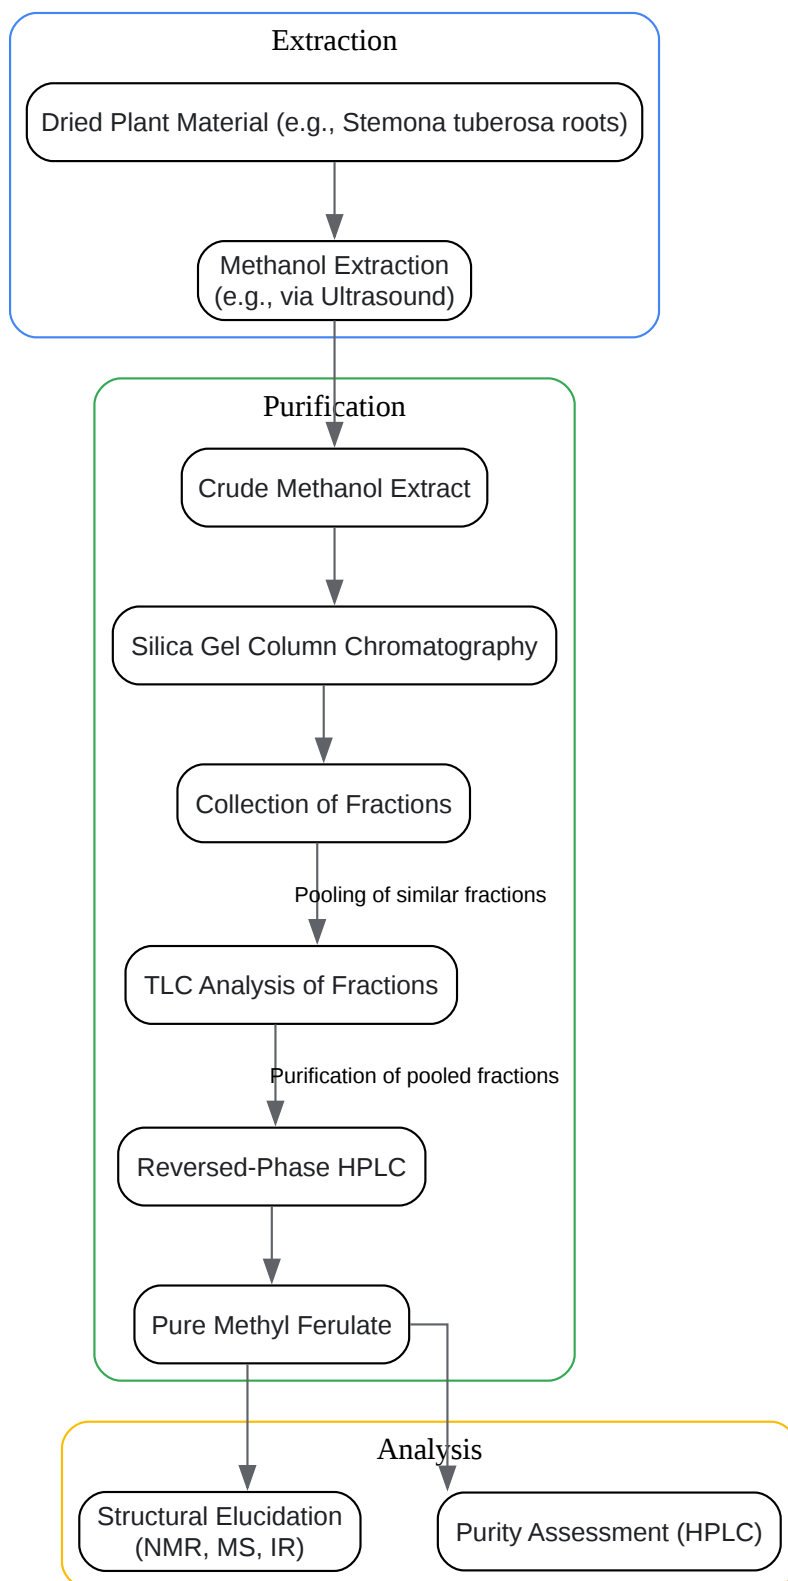 Extraction
Dried Plant Material (e.g., Stemona tuberosa roots)
Methanol Extraction
(e.g., via Ultrasound)
Purification
Crude Methanol Extract
Silica Gel Column Chromatography
Collection of Fractions
Pooling of similar fractions
TLC Analysis of Fractions
Purification of pooled fractions
Reversed-Phase HPLC
Pure Methyl Ferulate
Analysis
Structural Elucidation
(NMR, MS, IR)
Purity Assessment (HPLC)